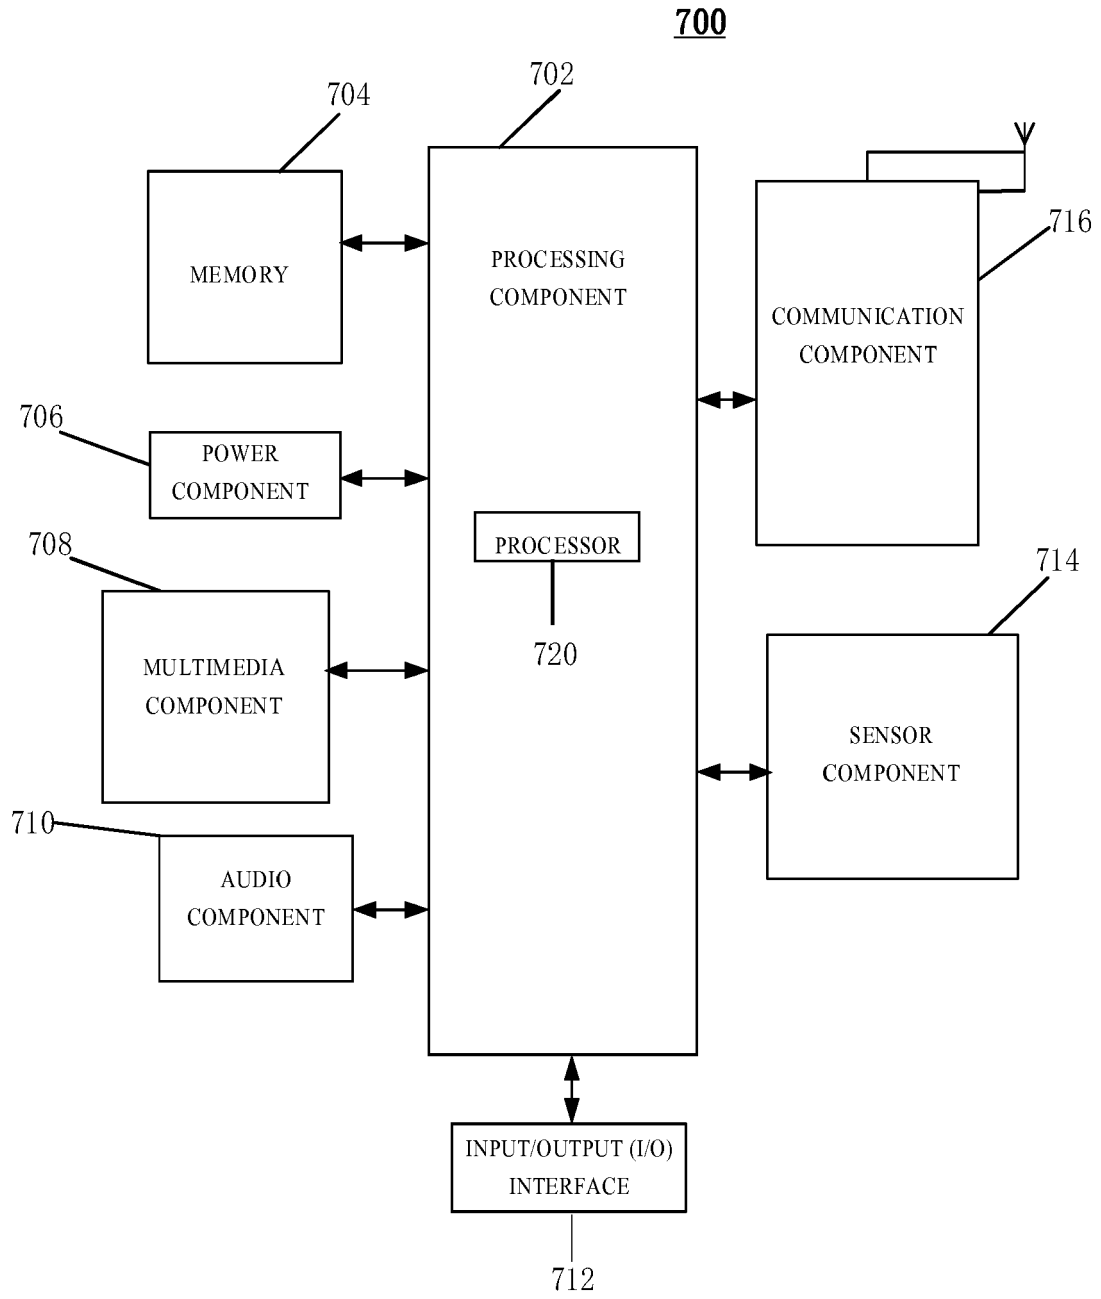 700
702
704
MEMORY
PROCESSING
COMPONENT
716
COMMUNICATION
COMPONENT
706
POWER
COMPONENT
PROCESSOR
720
708
MULTIMEDIA
COMPONENT
714
SENSOR
COMPONENT
710
AUDIO
COMPONENT
INPUT/OUTPUT (I/O)
INTERFACE
712